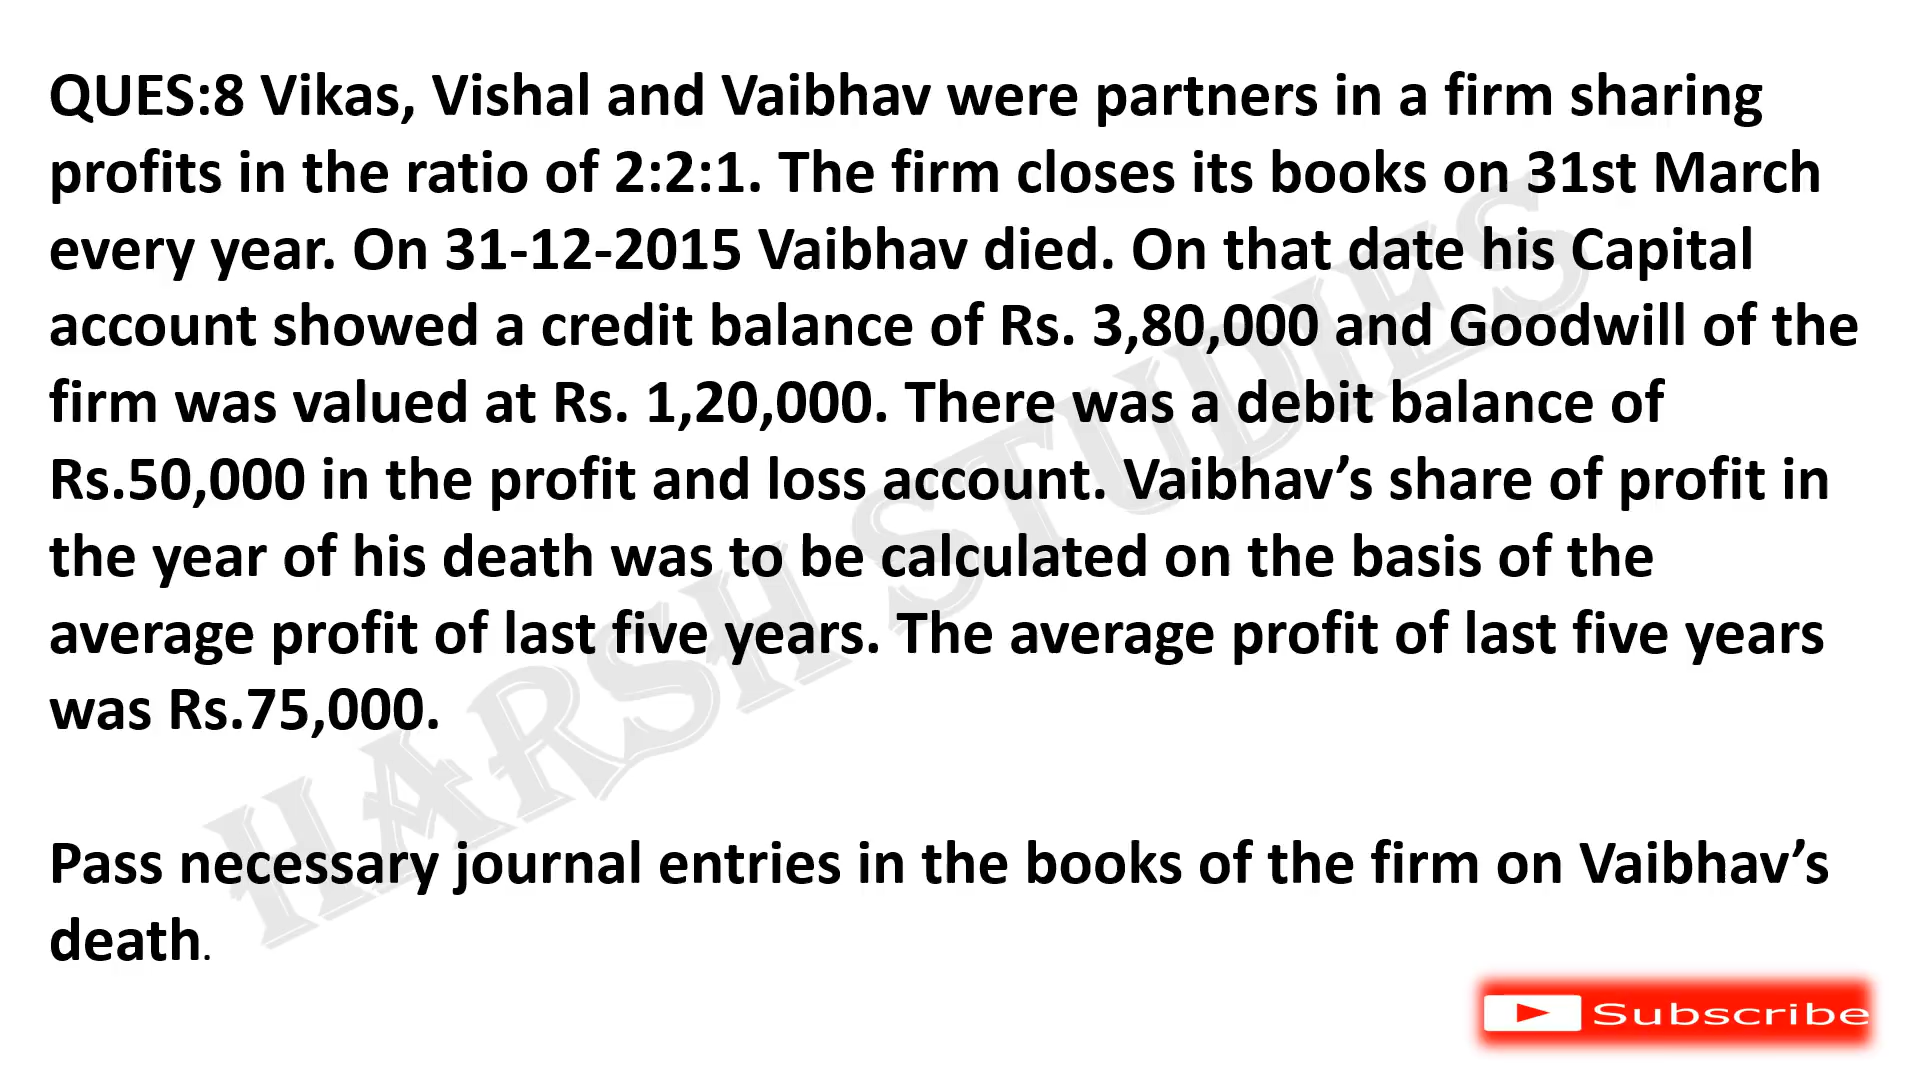 QUES:8 Vikas, Vishal and Vaibhav were partners in a firm sharing
profits in the ratio of 2:2:1. The firm closes its books on 31st March
every year. On 31-12-2015 Vaibhav died. On that date his Capital
account showed a credit balance of Rs. 3,80,000 and Goodwill of the
firm was valued at Rs. 1,20,000. There was a debit balance of
Rs.50,000 in the profit and loss account. Vaibhav’s share of profit in
the year of his death was to be calculated on the basis of the
average profit of last five years. The average profit of last five years
was Rs.75,000.
Pass necessary journal entries in the books of the firm on Vaibhav’s
death.
HARSH STUDIES
Subscribe